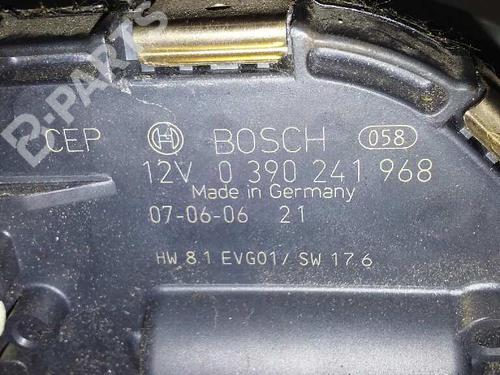 B-PARTS
CEP BOSCH 058
12V 0 390 241 968
Made in Germany
07-06-06 21
HW 8.1 EVG01/ SW 17.6